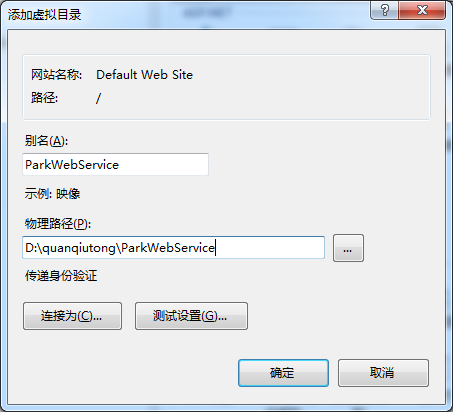 添加虚拟目录
网站名称: Default Web Site
路径: /
别名(A):
ParkWebService
示例: 映像
物理路径(P):
D:\quanqiutong\ParkWebService
...
传递身份验证
连接为(C)... 测试设置(G)...
确定 取消